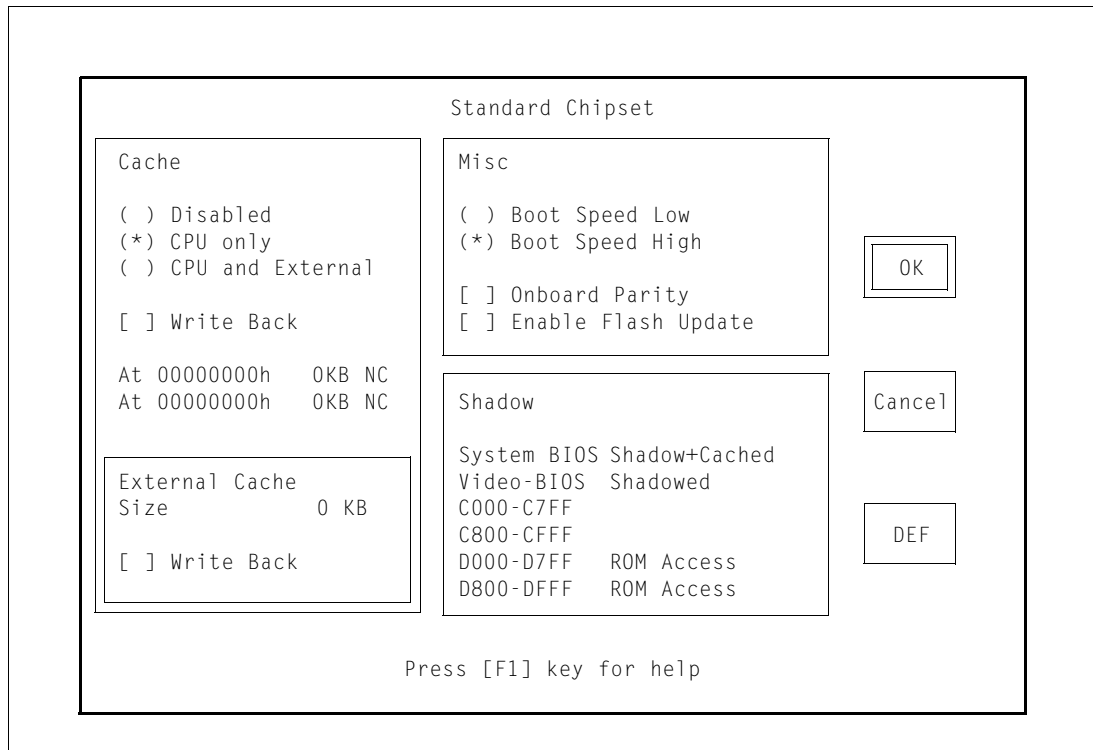 Standard Chipset
Cache
( ) Disabled
(*) CPU only
( ) CPU and External
[ ] Write Back
At 00000000h 0KB NC
At 00000000h 0KB NC
External Cache
Size 0 KB
[ ] Write Back
Misc
( ) Boot Speed Low
(*) Boot Speed High
[ ] Onboard Parity
[ ] Enable Flash Update
Shadow
System BIOS Shadow+Cached
Video-BIOS Shadowed
C000-C7FF
C800-CFFF
D000-D7FF ROM Access
D800-DFFF ROM Access
OK
Cancel
DEF
Press [F1] key for help